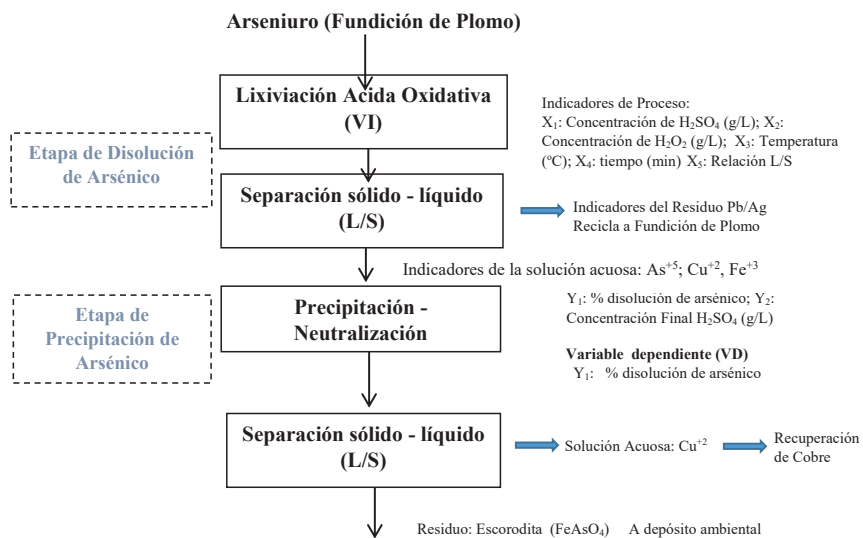 Arseniuro (Fundición de Plomo)
Lixiviación Acida Oxidativa
(VI)
Indicadores de Proceso:
X₁: Concentración de H₂SO₄ (g/L); X₂:
Concentración de H₂O₂ (g/L); X₃: Temperatura
(ºC); X₄: tiempo (min) X₅: Relación L/S
Etapa de Disolución
de Arsénico
Separación sólido - líquido
(L/S)
Indicadores del Residuo Pb/Ag
Recicla a Fundición de Plomo
Indicadores de la solución acuosa: As⁺⁵; Cu⁺², Fe⁺³
Etapa de
Precipitación de
Arsénico
Precipitación -
Neutralización
Y₁: % disolución de arsénico; Y₂:
Concentración Final H₂SO₄ (g/L)
Variable dependiente (VD)
Y₁: % disolución de arsénico
Separación sólido - líquido
(L/S)
Solución Acuosa: Cu⁺²
Recuperación
de Cobre
Residuo: Escorodita (FeAsO₄) A depósito ambiental